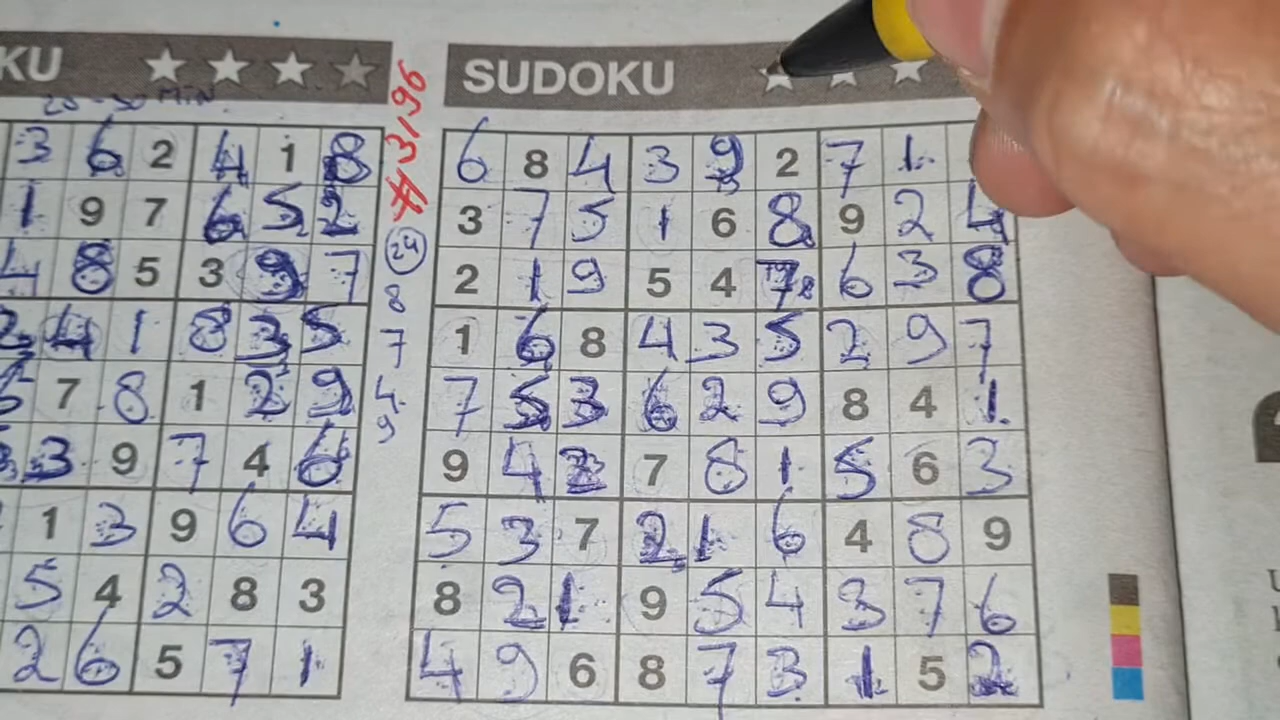 KU
20-30 MIN.
3 6 2 4 1 8
1 9 7 6 5 2
4 8 5 3 9 7
2 4 1 8 3 5
7 8 1 2 9
3 9 7 4 6
1 3 9 6 4
5 4 2 8 3
2 6 5 7 1
#3196
24
8
7
4
9
SUDOKU
6 8 4 3 9 2 7 1
3 7 5 1 6 8 9 2 4
2 1 9 5 4 7 6 3 8
1 6 8 4 3 5 2 9 7
7 5 3 6 2 9 8 4 1
9 4 2 7 8 1 5 6 3
5 3 7 2 1 6 4 8 9
8 2 1 9 5 4 3 7 6
4 9 6 8 7 3 1 5 2